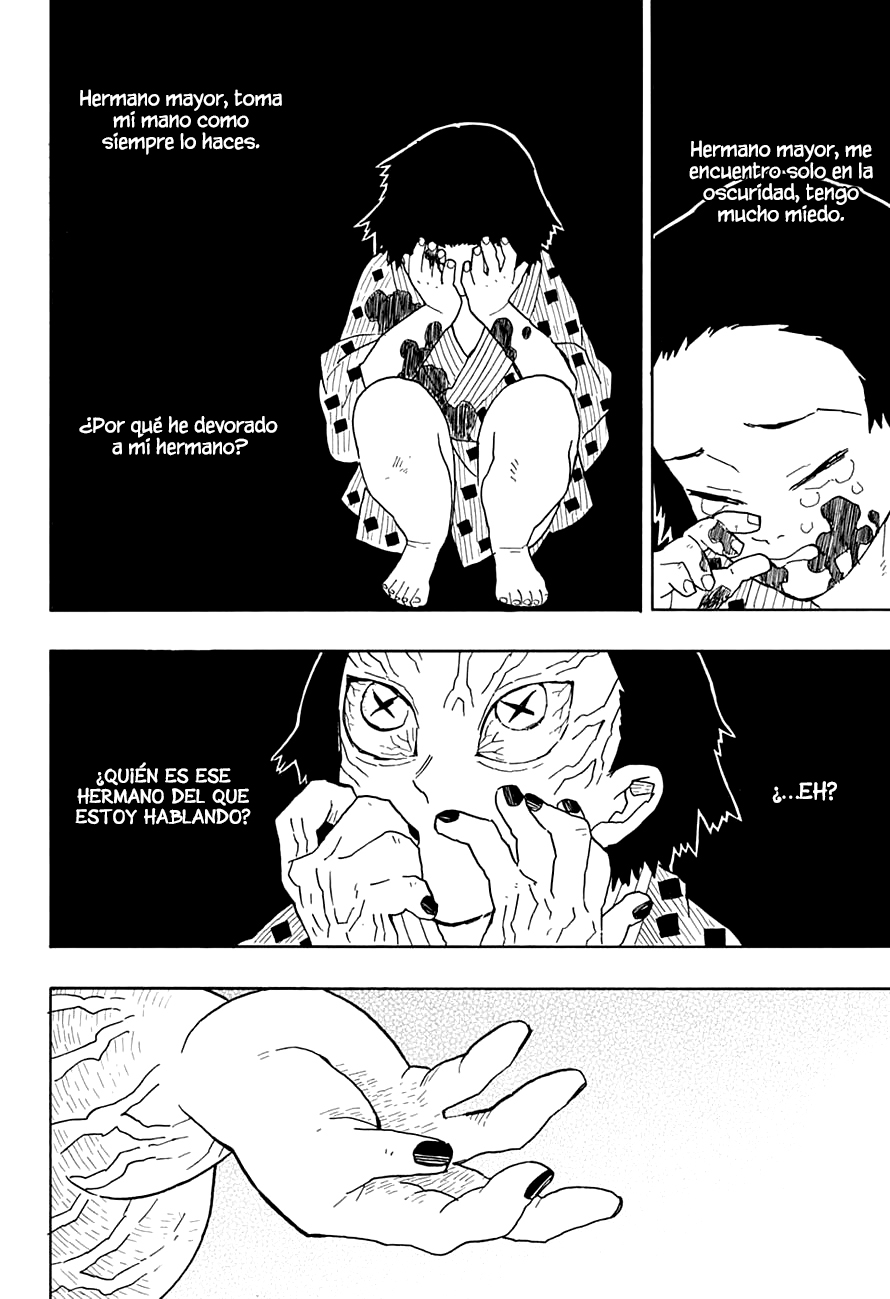 Hermano mayor, me
encuentro solo en la
oscuridad, tengo
mucho miedo.
Hermano mayor, toma
mi mano como
siempre lo haces.
¿Por qué he devorado
a mi hermano?
¿...EH?
¿QUIÉN ES ESE
HERMANO DEL QUE
ESTOY HABLANDO?